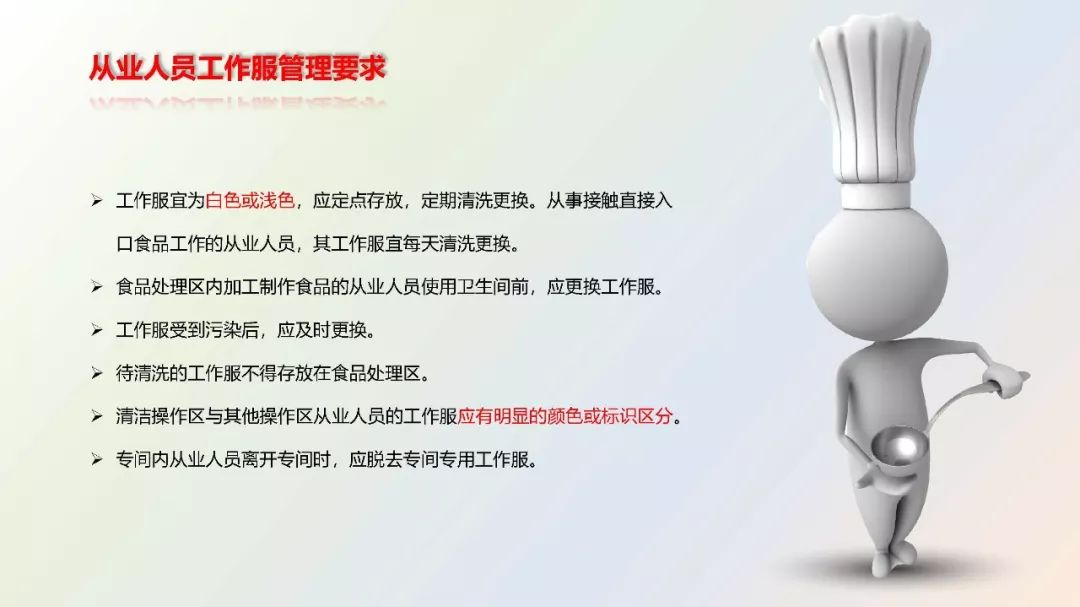 从业人员工作服管理要求
➢ 工作服宜为白色或浅色，应定点存放，定期清洗更换。从事接触直接入
口食品工作的从业人员，其工作服宜每天清洗更换。
➢ 食品处理区内加工制作食品的从业人员使用卫生间前，应更换工作服。
➢ 工作服受到污染后，应及时更换。
➢ 待清洗的工作服不得存放在食品处理区。
➢ 清洁操作区与其他操作区从业人员的工作服应有明显的颜色或标识区分。
➢ 专间内从业人员离开专间时，应脱去专间专用工作服。